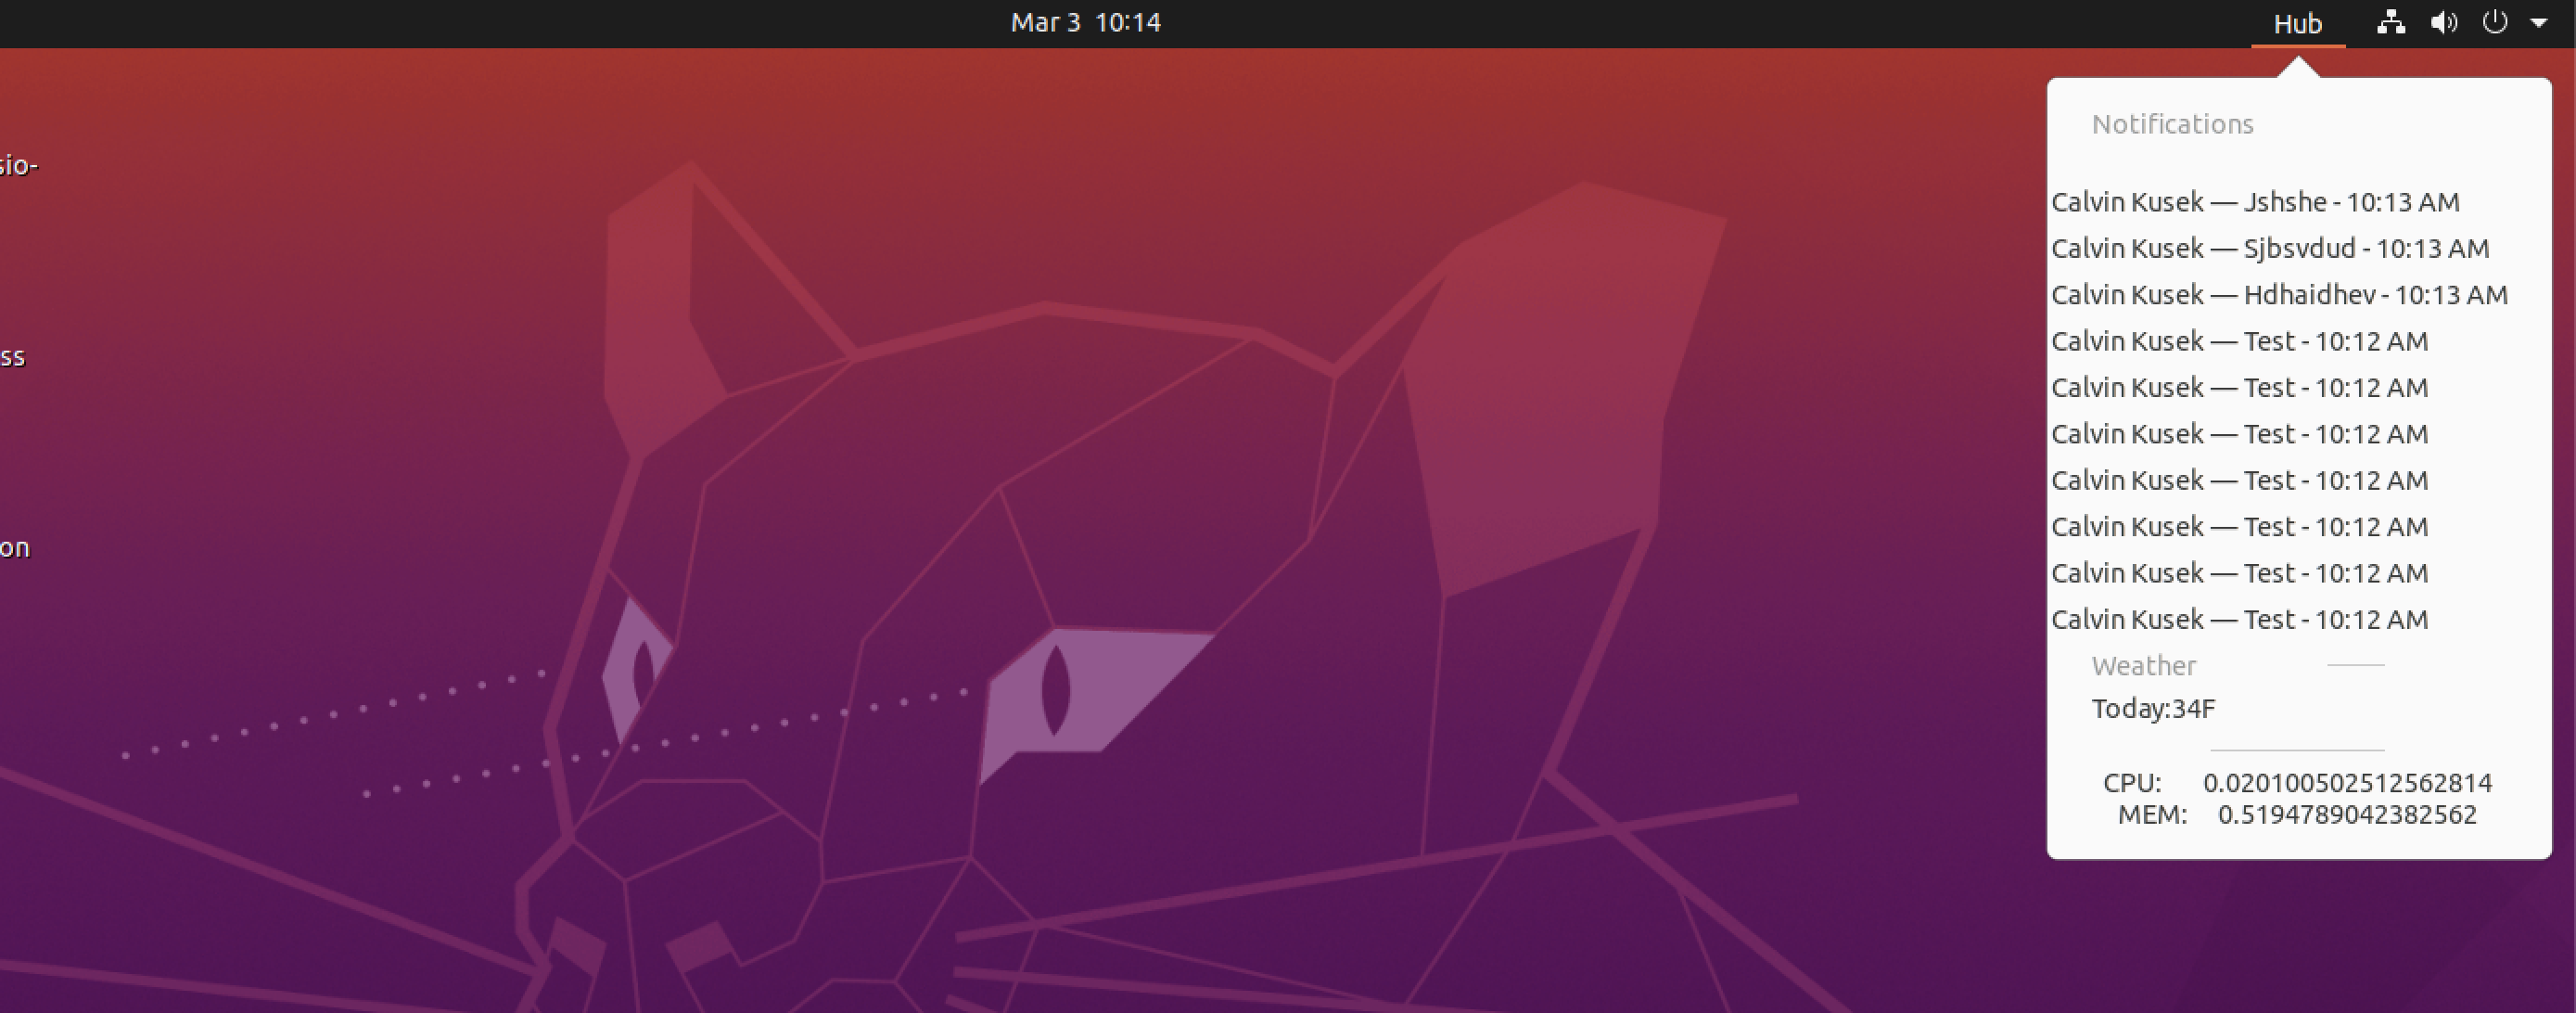 Mar 3 10:14
Hub
sio-
ss
on
Notifications
Calvin Kusek — Jshshe - 10:13 AM
Calvin Kusek — Sjbsvdud - 10:13 AM
Calvin Kusek — Hdhaidhev - 10:13 AM
Calvin Kusek — Test - 10:12 AM
Calvin Kusek — Test - 10:12 AM
Calvin Kusek — Test - 10:12 AM
Calvin Kusek — Test - 10:12 AM
Calvin Kusek — Test - 10:12 AM
Calvin Kusek — Test - 10:12 AM
Calvin Kusek — Test - 10:12 AM
Weather
Today:34F
CPU: 0.020100502512562814
MEM: 0.5194789042382562